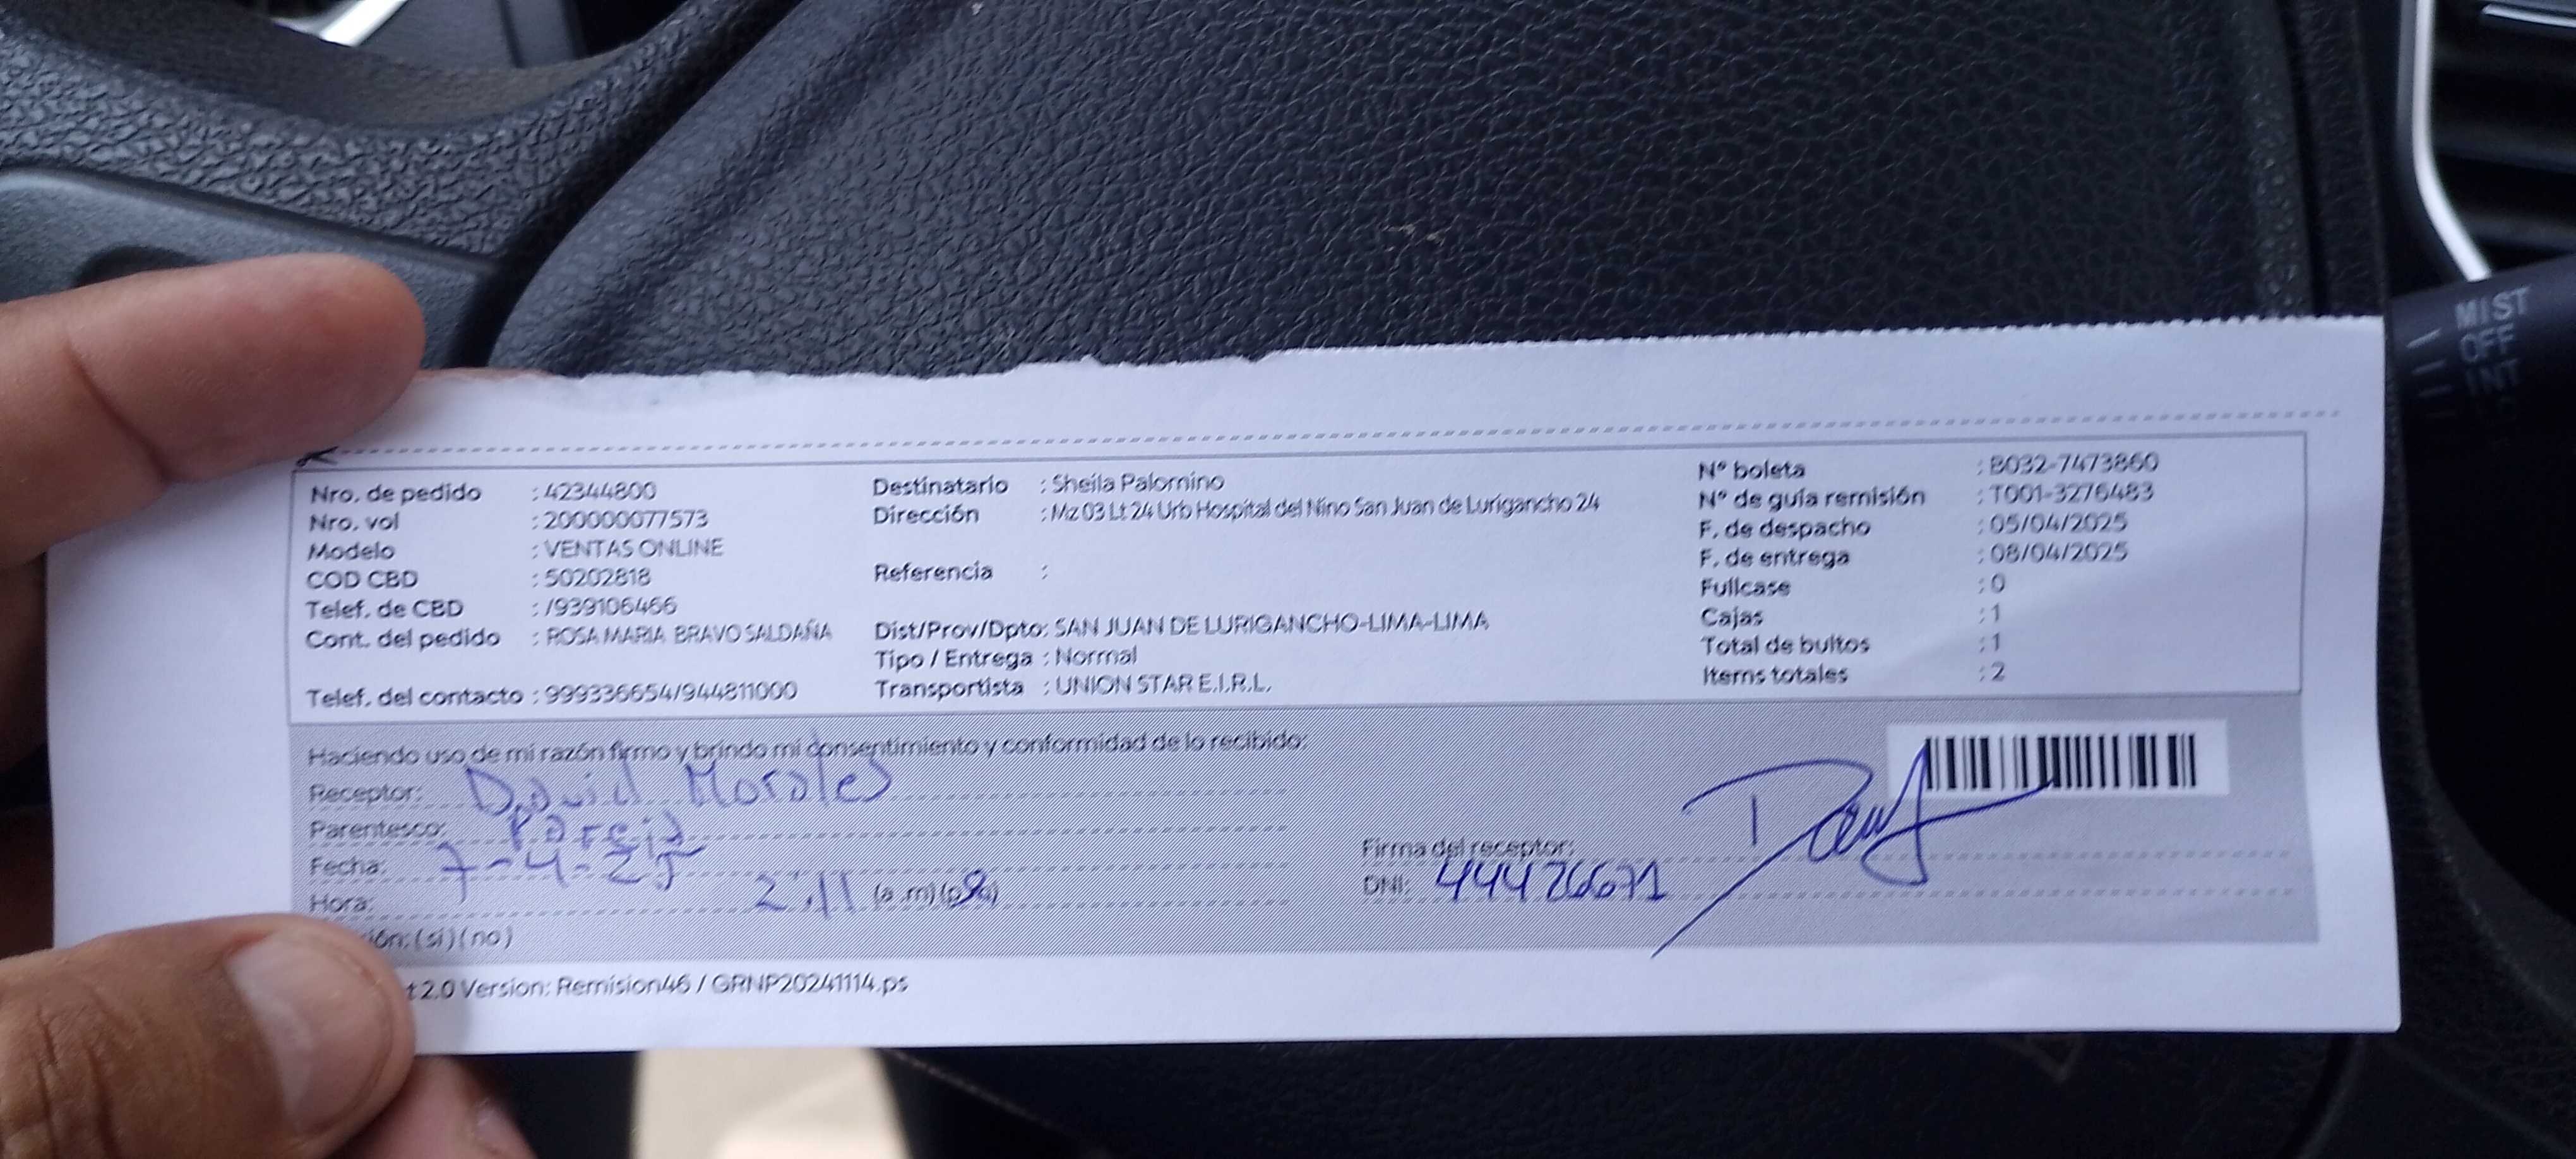 Nro. de pedido : 42344800
Nro. vol : 200000077573
Modelo : VENTAS ONLINE
COD CBD : 50202818
Telef. de CBD : /939106466
Cont. del pedido : ROSA MARIA BRAVO SALDAÑA
Telef. del contacto : 999336654/944811000
Destinatario : Sheila Palomino
Dirección : Mz 03 Lt 24 Urb Hospital del Nino San Juan de Lurigancho 24
Referencia :
Dist/Prov/Dpto: SAN JUAN DE LURIGANCHO-LIMA-LIMA
Tipo / Entrega : Normal
Transportista : UNION STAR E.I.R.L.
N° boleta : B032-7473860
N° de guía remisión : T001-3276483
F. de despacho : 05/04/2025
F. de entrega : 08/04/2025
Fullcase : 0
Cajas : 1
Total de bultos : 1
Items totales : 2
Haciendo uso de mi razón firmo y brindo mi consentimiento y conformidad de lo recibido:
Receptor: David Morales
Parentesco: Pareja
Fecha: 7-4-25
Hora: 2:11 (a.m)(p.m)
(si)(no)
Firma del receptor:
DNI: 44426671
2.0 Version: Remision46 / GRNP20241114.ps
MIST
OFF
INT